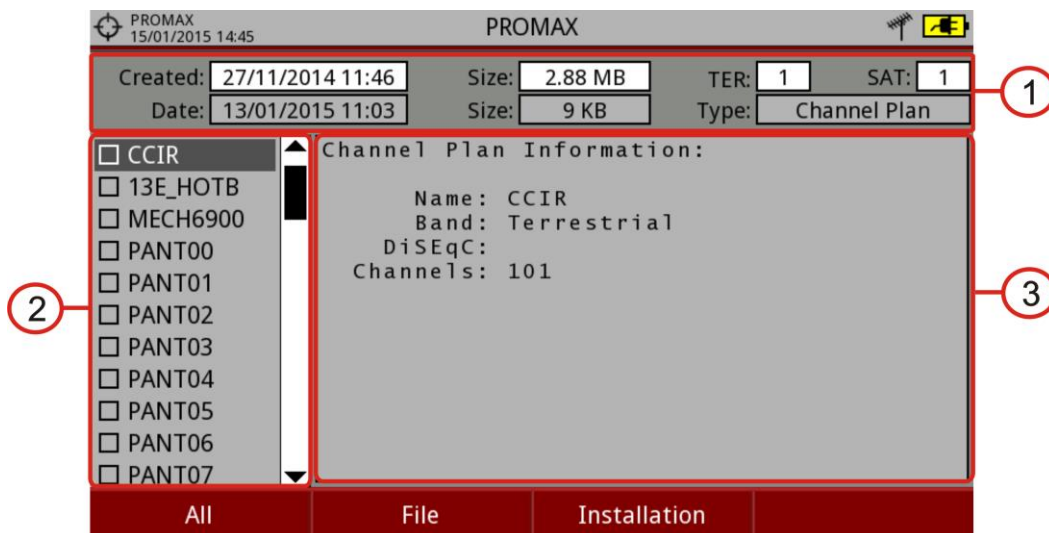 PROMAX
15/01/2015 14:45
PROMAX
Created: 27/11/2014 11:46 Size: 2.88 MB TER: 1 SAT: 1
Date: 13/01/2015 11:03 Size: 9 KB Type: Channel Plan
1
CCIR
13E_HOTB
MECH6900
PANT00
PANT01
PANT02
PANT03
PANT04
PANT05
PANT06
PANT07
2
Channel Plan Information:
Name: CCIR
Band: Terrestrial
DiSEqC:
Channels: 101
3
All File Installation